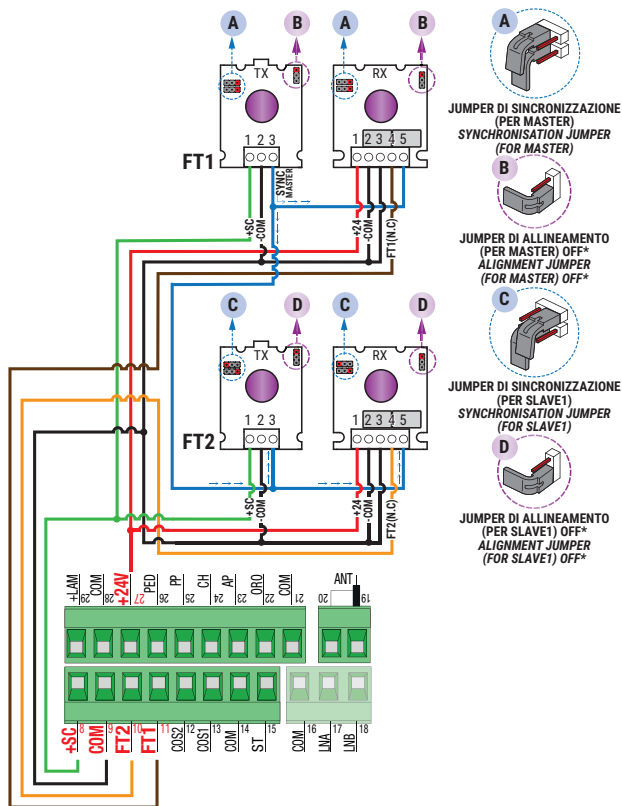 A B A B
TX RX
1 2 3 1 2 3 4 5
FT1
SYNC
MASTER
+SC -COM +24 -COM FT1(N.C)
C D C D
TX RX
1 2 3 1 2 3 4 5
FT2
+SC -COM +24 -COM FT2(N.C)
A
JUMPER DI SINCRONIZZAZIONE
(PER MASTER)
SYNCHRONISATION JUMPER
(FOR MASTER)
B
JUMPER DI ALLINEAMENTO
(PER MASTER) OFF*
ALIGNMENT JUMPER
(FOR MASTER) OFF*
C
JUMPER DI SINCRONIZZAZIONE
(PER SLAVE1)
SYNCHRONISATION JUMPER
(FOR SLAVE1)
D
JUMPER DI ALLINEAMENTO
(PER SLAVE1) OFF*
ALIGNMENT JUMPER
(FOR SLAVE1) OFF*
+LAM COM +24V PED PP CH AP ORO COM ANT
29 28 27 26 25 24 23 22 21 20 19
8 9 10 11 12 13 14 15 16 17 18
+SC COM FT2 FT1 COS2 COS1 COM ST COM LNA LNB